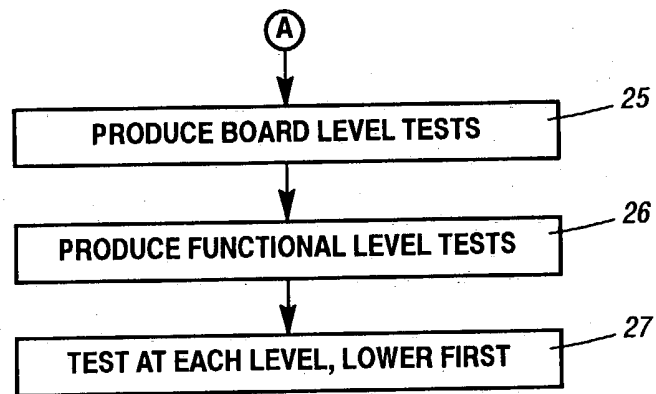 A
25
PRODUCE BOARD LEVEL TESTS
26
PRODUCE FUNCTIONAL LEVEL TESTS
27
TEST AT EACH LEVEL, LOWER FIRST